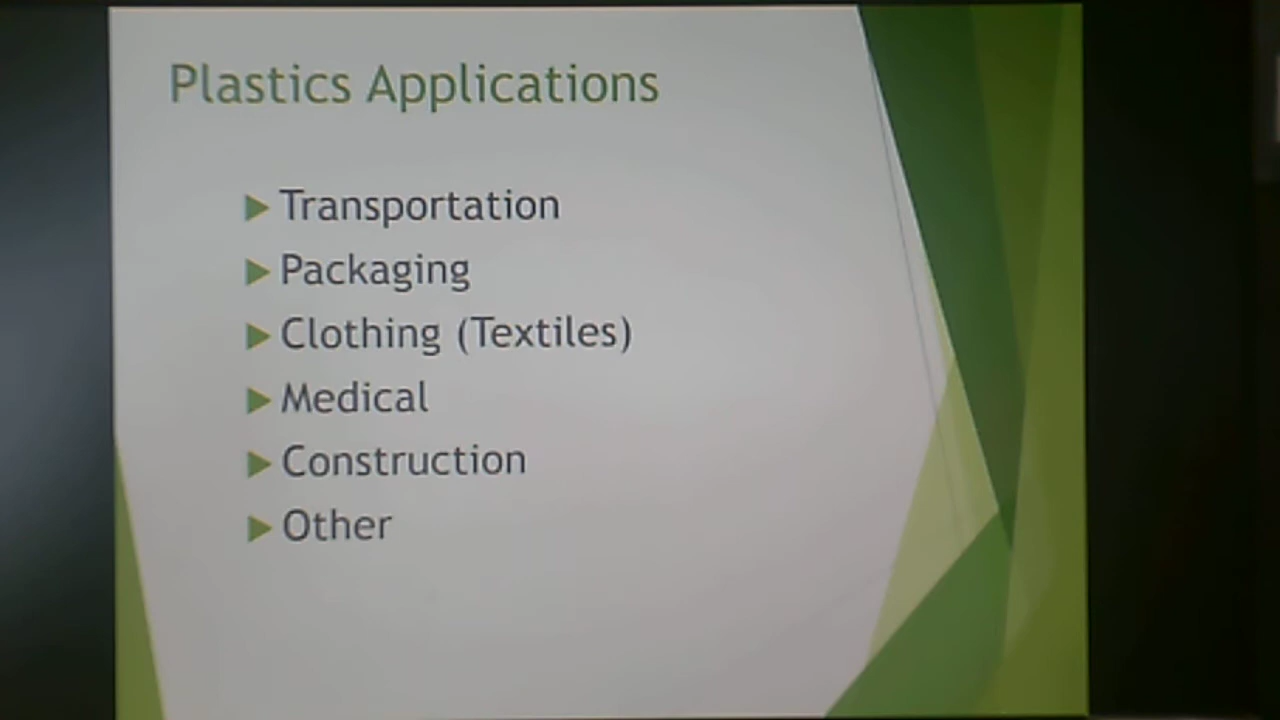 Plastics Applications
Transportation
Packaging
Clothing (Textiles)
Medical
Construction
Other